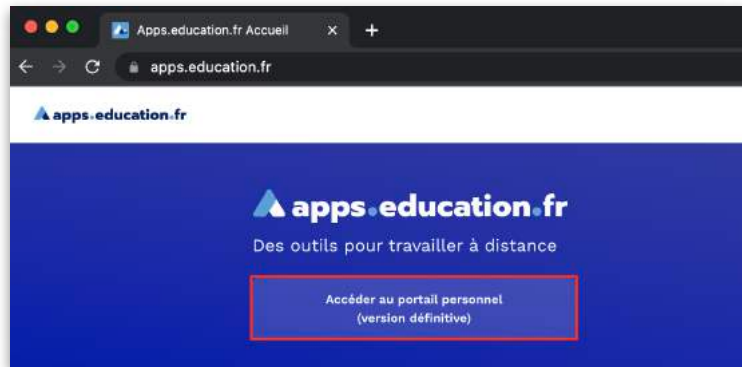 Apps.education.fr Accueil
apps.education.fr
apps.education.fr
apps.education.fr
Des outils pour travailler à distance
Accéder au portail personnel
(version définitive)